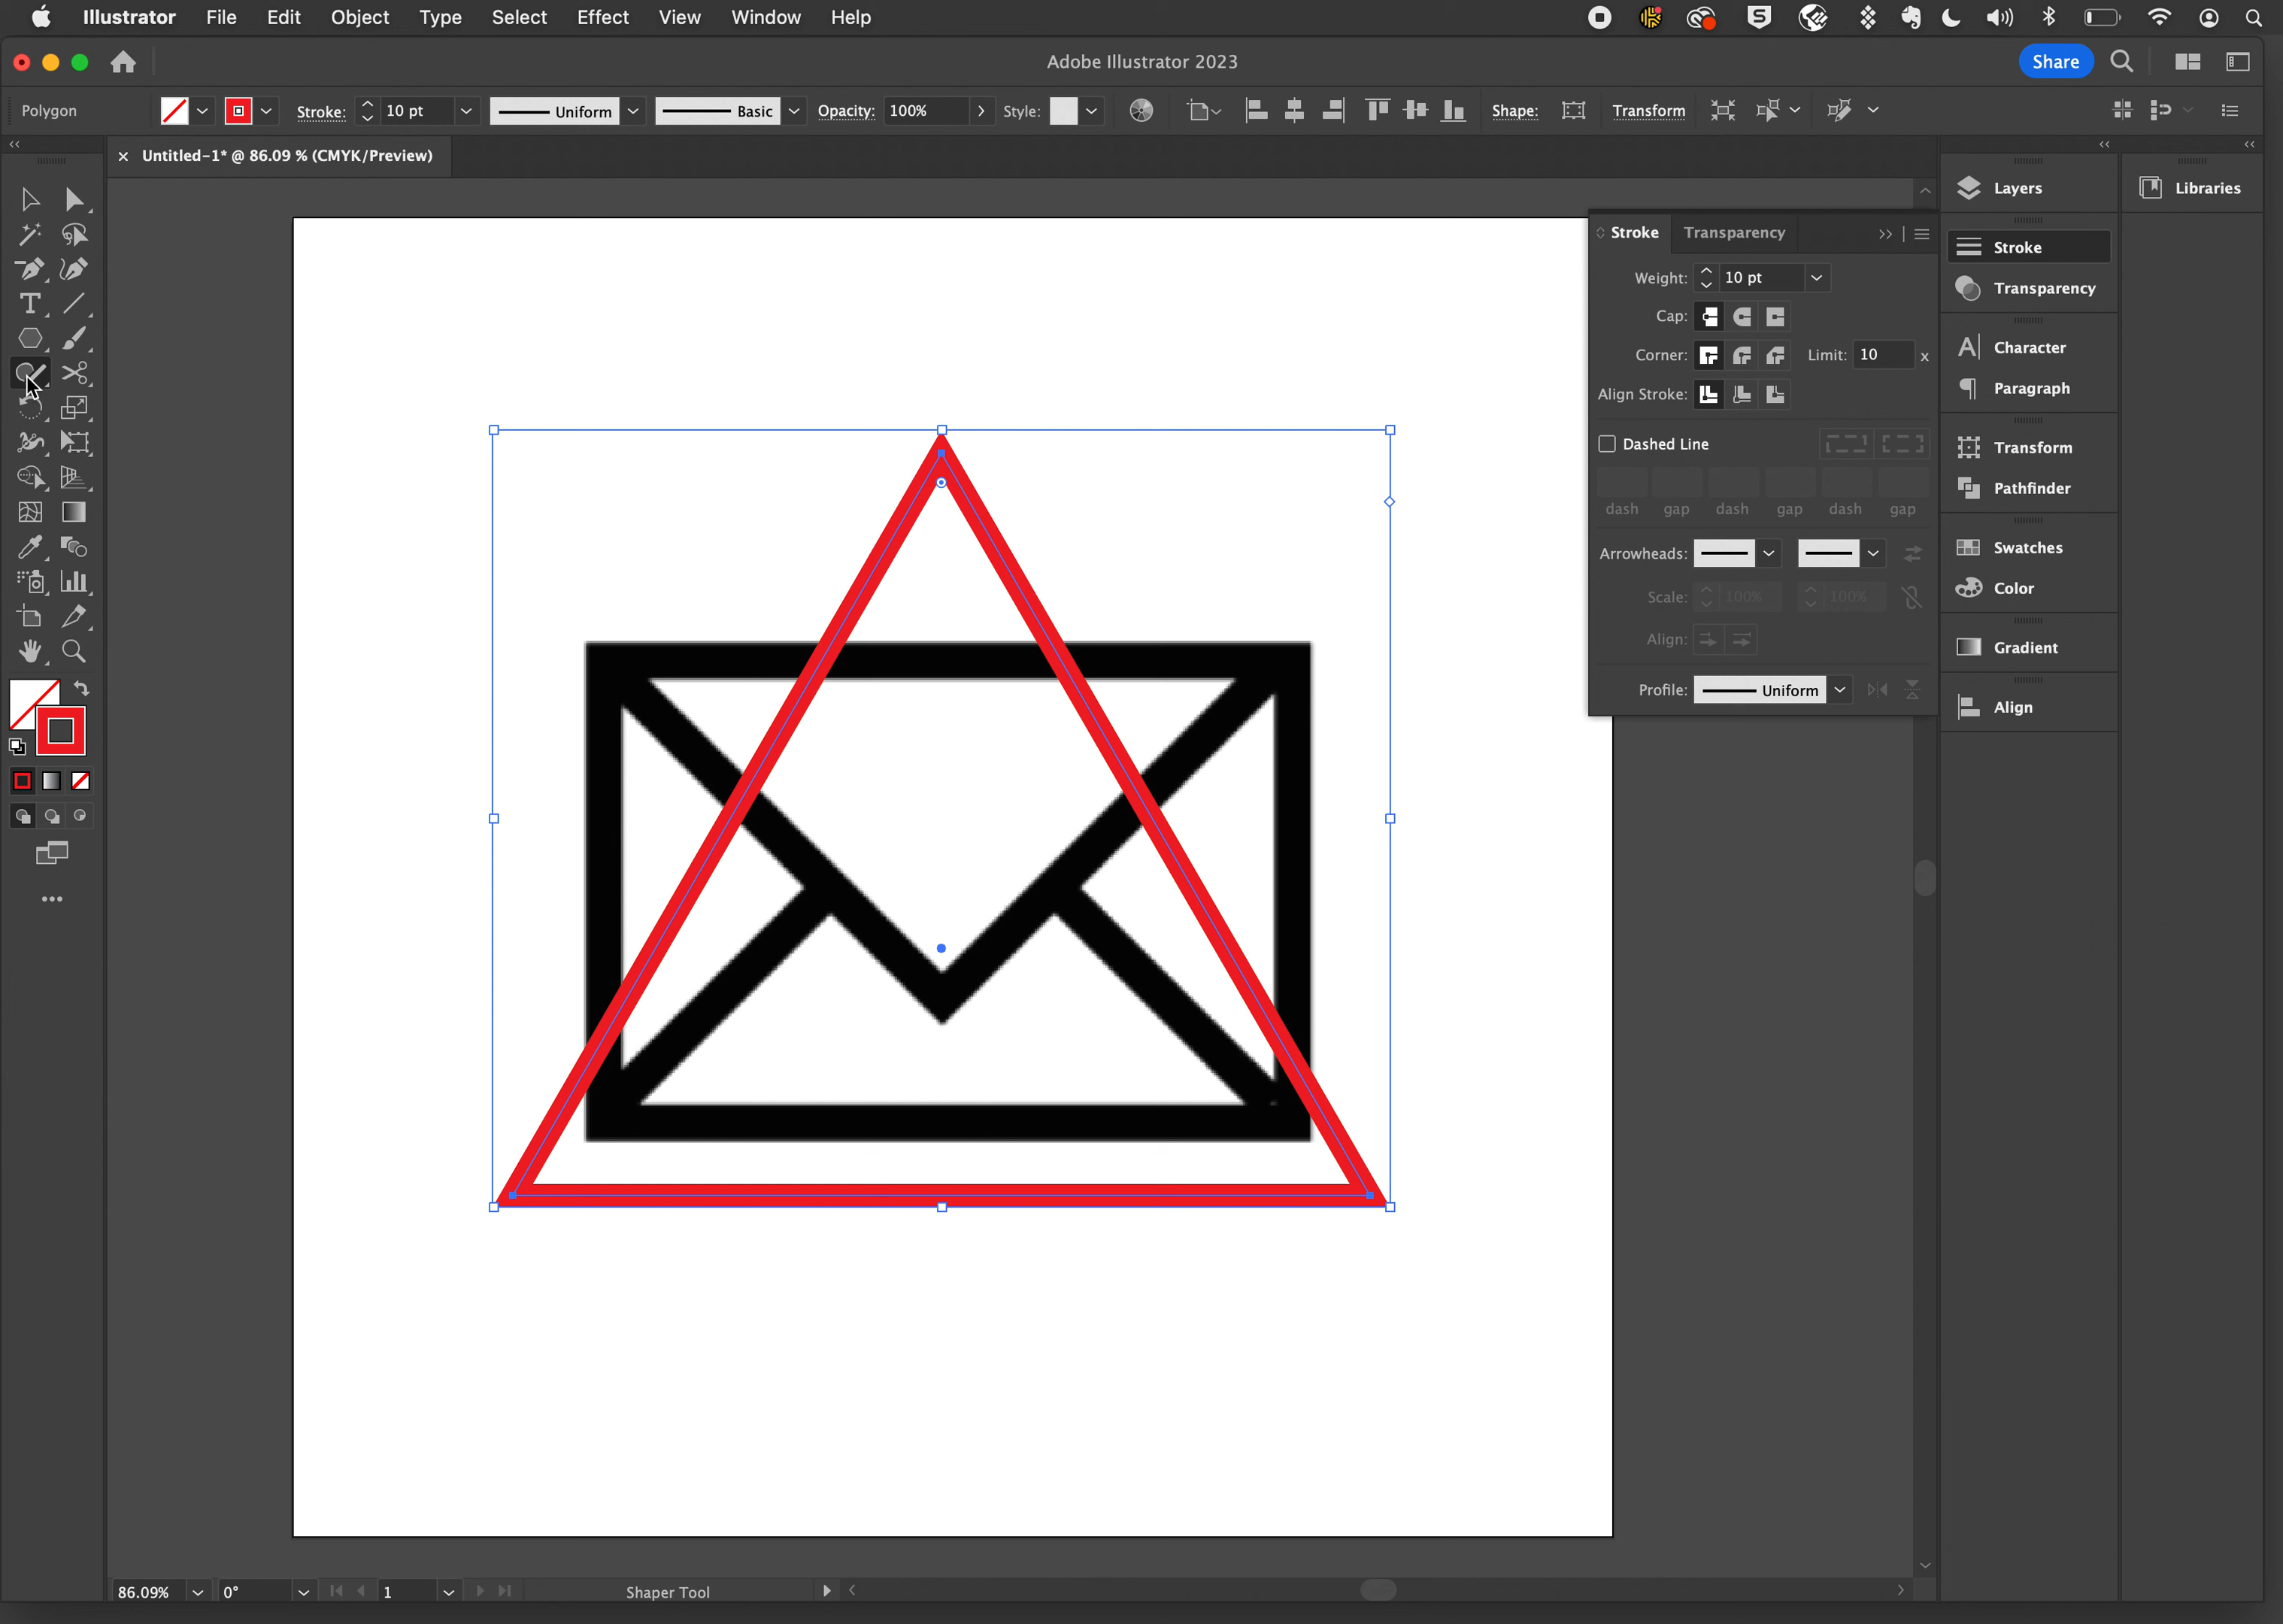 Illustrator File Edit Object Type Select Effect View Window Help
Adobe Illustrator 2023
Share
Polygon Stroke: 10 pt Uniform Basic Opacity: 100% Style: Shape: Transform
Untitled-1* @ 86.09 % (CMYK/Preview)
Stroke Transparency
Weight: 10 pt
Cap:
Corner: Limit: 10 x
Align Stroke:
Dashed Line
dash gap dash gap dash gap
Arrowheads:
Scale: 100% 100%
Align:
Profile: Uniform
Layers
Stroke
Transparency
Character
Paragraph
Transform
Pathfinder
Swatches
Color
Gradient
Align
Libraries
86.09% 0° 1 Shaper Tool